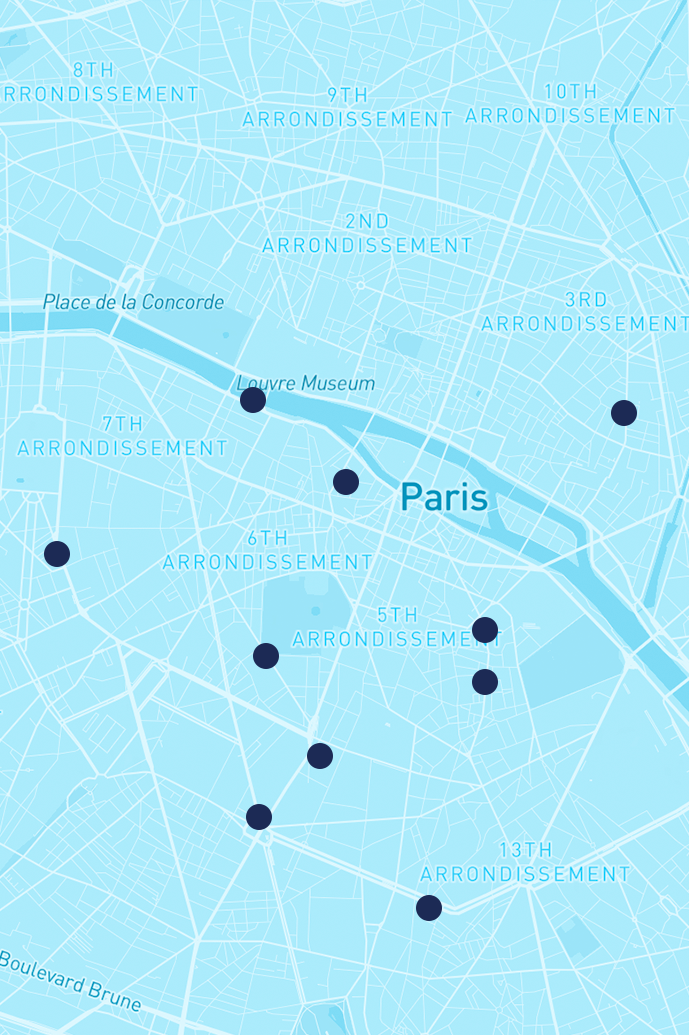 8TH
RRONDISSEMENT
9TH
ARRONDISSEMENT
10TH
ARRONDISSEMENT
2ND
ARRONDISSEMENT
Place de la Concorde
3RD
ARRONDISSEMENT
Louvre Museum
7TH
ARRONDISSEMENT
Paris
6TH
ARRONDISSEMENT
5TH
ARRONDISSEMENT
13TH
ARRONDISSEMENT
Boulevard Brune